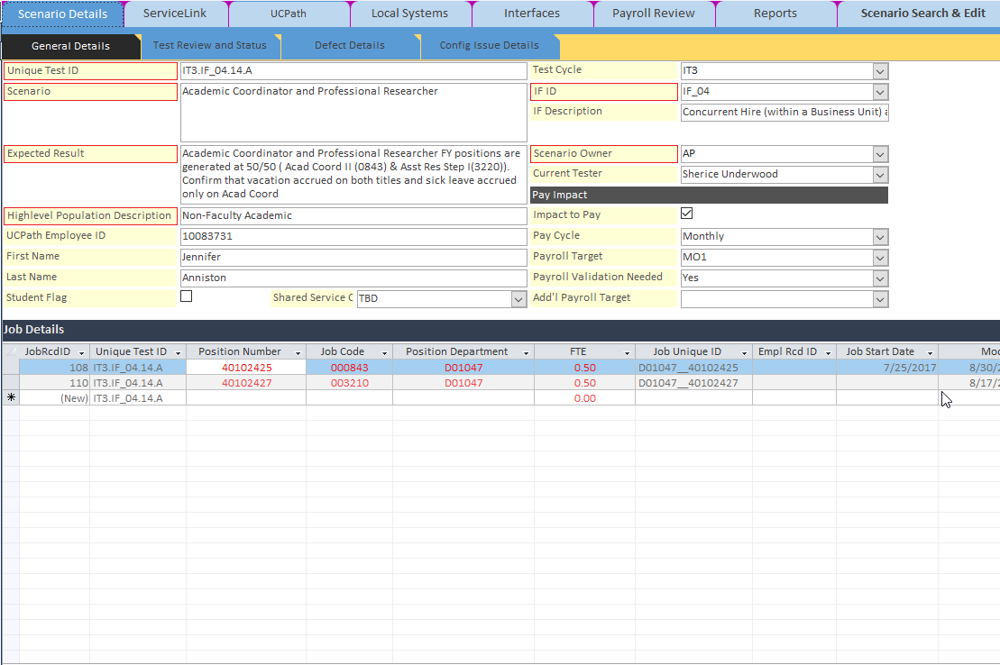 Scenario Details ServiceLink UCPath Local Systems Interfaces Payroll Review Reports Scenario Search & Edit
General Details Test Review and Status Defect Details Config Issue Details
Unique Test ID IT3.IF_04.14.A Test Cycle IT3
Scenario Academic Coordinator and Professional Researcher IF ID IF_04
IF Description Concurrent Hire (within a Business Unit)
Expected Result Academic Coordinator and Professional Researcher FY positions are Scenario Owner AP
generated at 50/50 ( Acad Coord II (0843) & Asst Res Step I(3220)).
Confirm that vacation accrued on both titles and sick leave accrued Current Tester Sherice Underwood
only on Acad Coord
Pay Impact
Highlevel Population Description Non-Faculty Academic Impact to Pay
UCPath Employee ID 10083731 Pay Cycle Monthly
First Name Jennifer Payroll Target MO1
Last Name Anniston Payroll Validation Needed Yes
Student Flag Shared Service TBD Add'l Payroll Target
Job Details
JobRcdID Unique Test ID Position Number Job Code Position Department FTE Job Unique ID Empl Rcd ID Job Start Date
108 IT3.IF_04.14.A 40102425 000843 D01047 0.50 D01047__40102425 7/25/2017 8/30/
110 IT3.IF_04.14.A 40102427 003210 D01047 0.50 D01047__40102427 8/17/
(New) IT3.IF_04.14.A 0.00